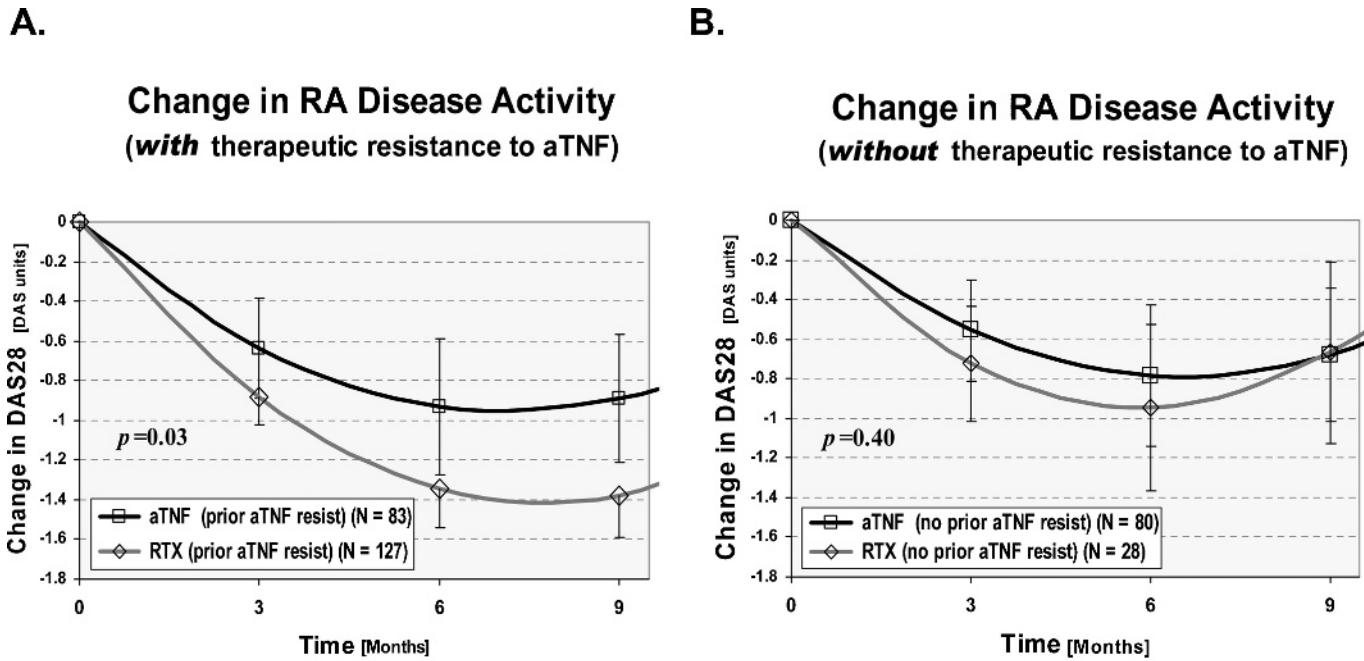 A.
Change in RA Disease Activity
(with therapeutic resistance to aTNF)
Change in DAS28 [DAS units]
0
-0.2
-0.4
-0.6
-0.8
-1
-1.2
-1.4
-1.6
-1.8
p=0.03
aTNF (prior aTNF resist) (N = 83)
RTX (prior aTNF resist) (N = 127)
0 3 6 9
Time [Months]
B.
Change in RA Disease Activity
(without therapeutic resistance to aTNF)
Change in DAS28 [DAS units]
0
-0.2
-0.4
-0.6
-0.8
-1
-1.2
-1.4
-1.6
-1.8
p=0.40
aTNF (no prior aTNF resist) (N = 80)
RTX (no prior aTNF resist) (N = 28)
0 3 6 9
Time [Months]